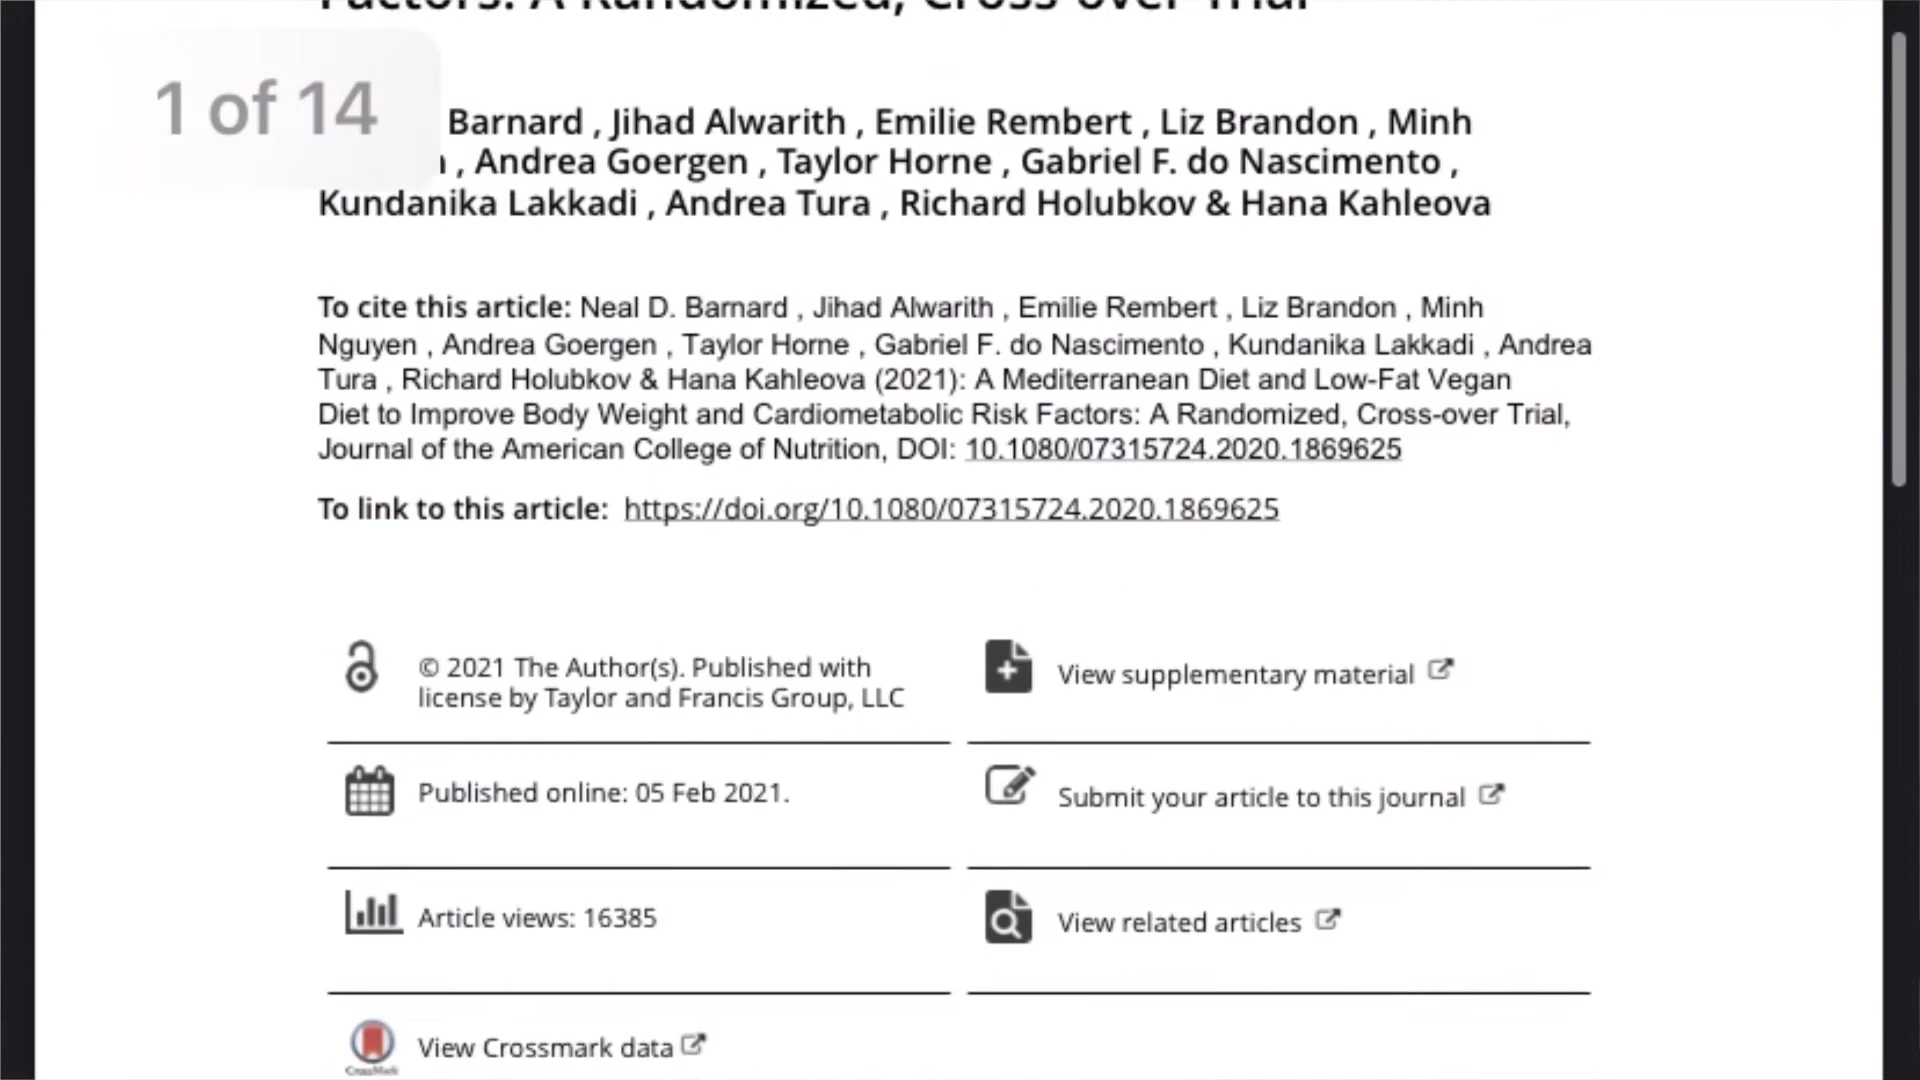 Factors: A Randomized, Cross-over Trial
1 of 14
Barnard , Jihad Alwarith , Emilie Rembert , Liz Brandon , Minh
n , Andrea Goergen , Taylor Horne , Gabriel F. do Nascimento ,
Kundanika Lakkadi , Andrea Tura , Richard Holubkov & Hana Kahleova
To cite this article: Neal D. Barnard , Jihad Alwarith , Emilie Rembert , Liz Brandon , Minh
Nguyen , Andrea Goergen , Taylor Horne , Gabriel F. do Nascimento , Kundanika Lakkadi , Andrea
Tura , Richard Holubkov & Hana Kahleova (2021): A Mediterranean Diet and Low-Fat Vegan
Diet to Improve Body Weight and Cardiometabolic Risk Factors: A Randomized, Cross-over Trial,
Journal of the American College of Nutrition, DOI: 10.1080/07315724.2020.1869625
To link to this article: https://doi.org/10.1080/07315724.2020.1869625
© 2021 The Author(s). Published with
license by Taylor and Francis Group, LLC
View supplementary material
Published online: 05 Feb 2021.
Submit your article to this journal
Article views: 16385
View related articles
View Crossmark data
CrossMark